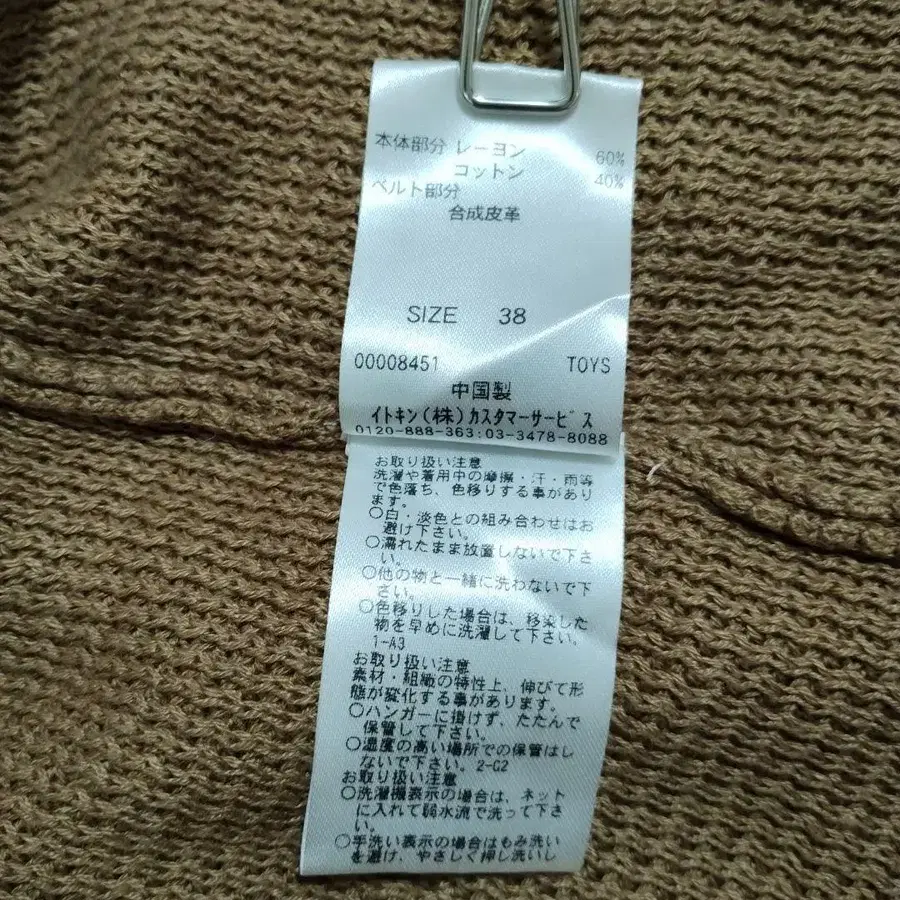 本体部分 レーヨン 60%
コットン 40%
ベルト部分
合成皮革
SIZE 38
00008451 TOYS
中国製
イトキン(株)カスタマーサービス
0120-888-363:03-3478-8088
お取り扱い注意
洗濯や着用中の摩擦・汗・雨等
で色落ち、色移りする事があり
ます。
○白・淡色との組み合わせはお
避け下さい。
○濡れたまま放置しないで下さ
い。
○他の物と一緒に洗わないで下
さい。
○色移りした場合は、移染した
物を早めに洗濯して下さい。
1-A3
お取り扱い注意
素材・組織の特性上、伸びて形
態が変化する事があります。
○ハンガーに掛けず、たたんで
保管して下さい。
○湿度の高い場所での保管はし
ないで下さい。2-C2
お取り扱い注意
○洗濯機表示の場合は、ネット
に入れて弱水流で洗って下さ
い。
○手洗い表示の場合はもみ洗い
を避け、やさしく押し洗いし